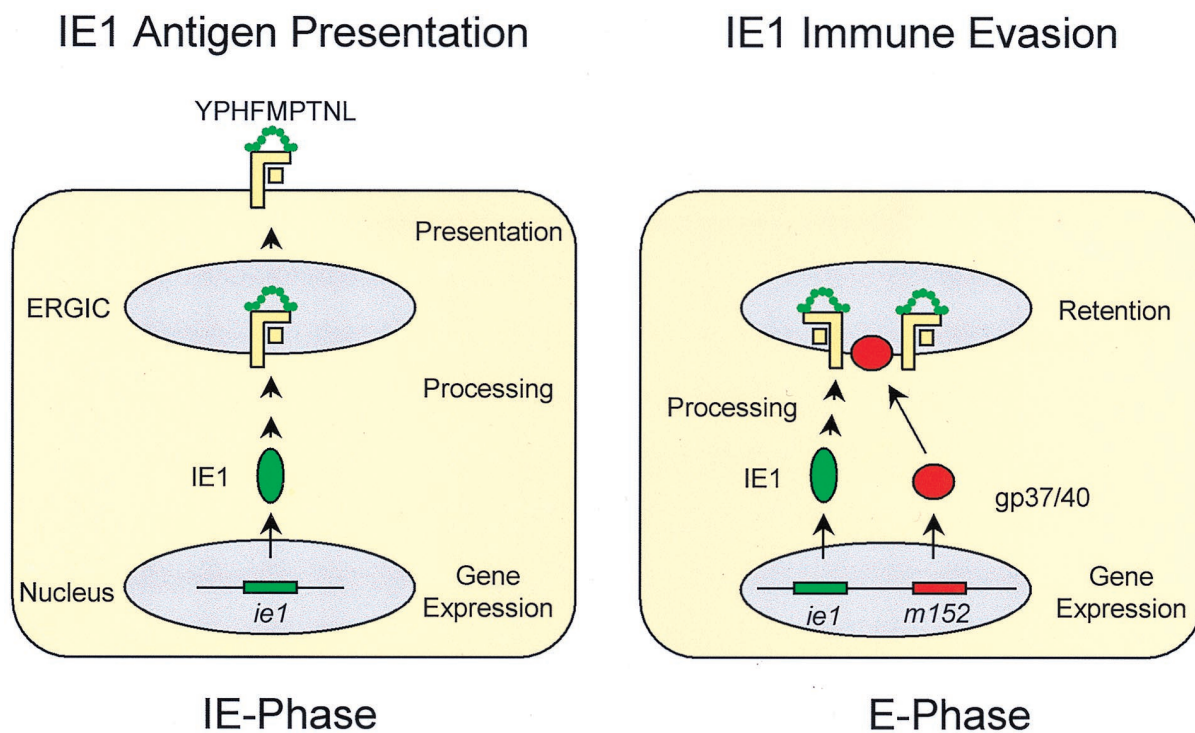 IE1 Antigen Presentation
YPHFMPTNL
Presentation
ERGIC
Processing
IE1
Nucleus
Gene
Expression
ie1
IE-Phase
IE1 Immune Evasion
Retention
Processing
IE1
gp37/40
Gene
Expression
ie1
m152
E-Phase